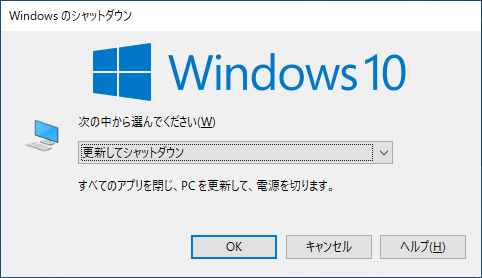 Windows のシャットダウン
Windows 10
次の中から選んでください(W)
更新してシャットダウン
すべてのアプリを閉じ、PC を更新して、電源を切ります。
OK
キャンセル
ヘルプ(H)